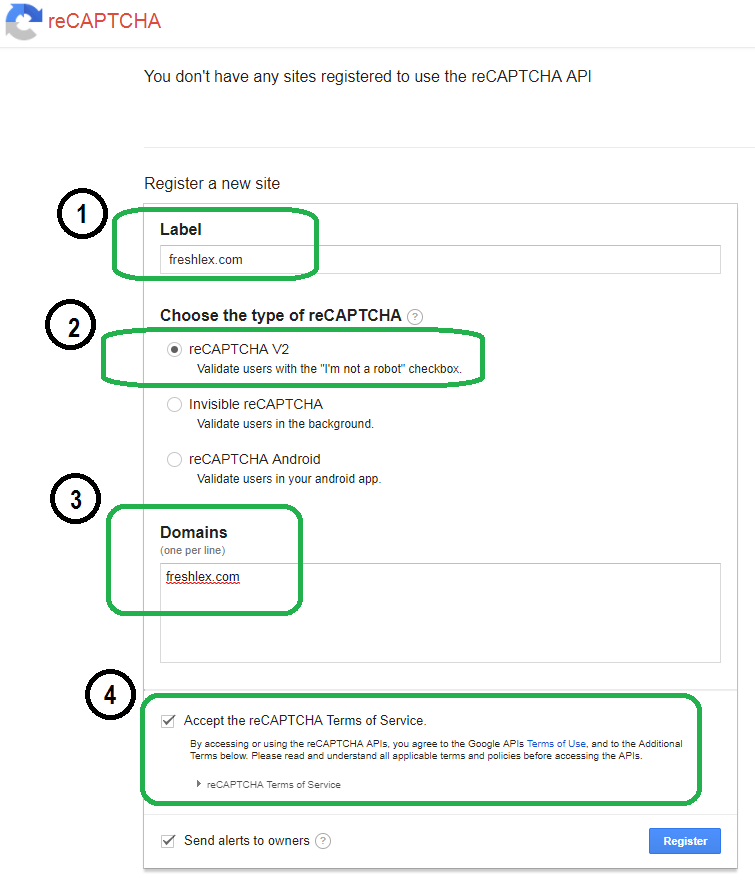 reCAPTCHA
You don't have any sites registered to use the reCAPTCHA API
Register a new site
1
Label
freshlex.com
Choose the type of reCAPTCHA ?
2
reCAPTCHA V2
Validate users with the "I'm not a robot" checkbox.
Invisible reCAPTCHA
Validate users in the background.
reCAPTCHA Android
Validate users in your android app.
3
Domains
(one per line)
freshlex.com
4
Accept the reCAPTCHA Terms of Service.
By accessing or using the reCAPTCHA APIs, you agree to the Google APIs Terms of Use, and to the Additional
Terms below. Please read and understand all applicable terms and policies before accessing the APIs.
reCAPTCHA Terms of Service
Send alerts to owners ?
Register